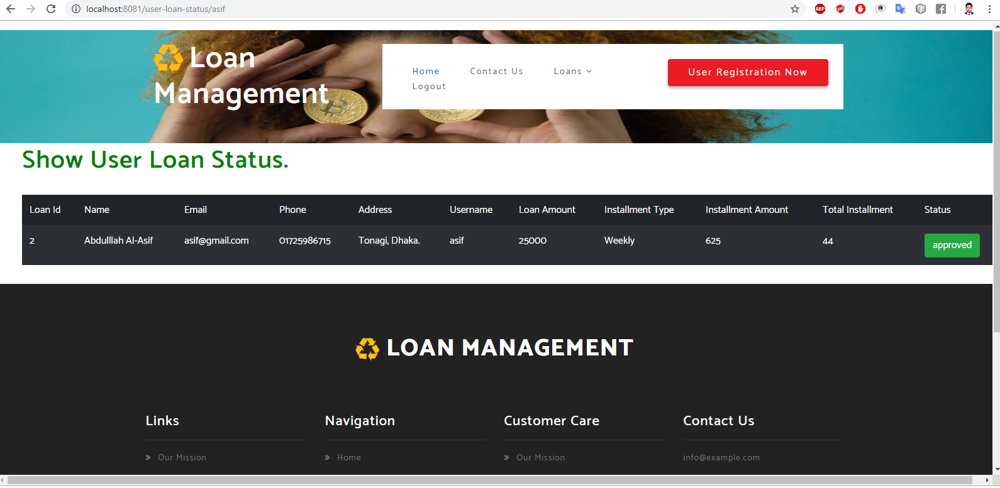 localhost:8081/user-loan-status/asif
Loan
Management
Home Contact Us Loans
Logout
User Registration Now
Show User Loan Status.
Loan Id Name Email Phone Address Username Loan Amount Installment Type Installment Amount Total Installment Status
2 Abdulllah Al-Asif asif@gmail.com 01725986715 Tonagi, Dhaka. asif 25000 Weekly 625 44 approved
LOAN MANAGEMENT
Links Navigation Customer Care Contact Us
» Our Mission » Home » Our Mission info@example.com